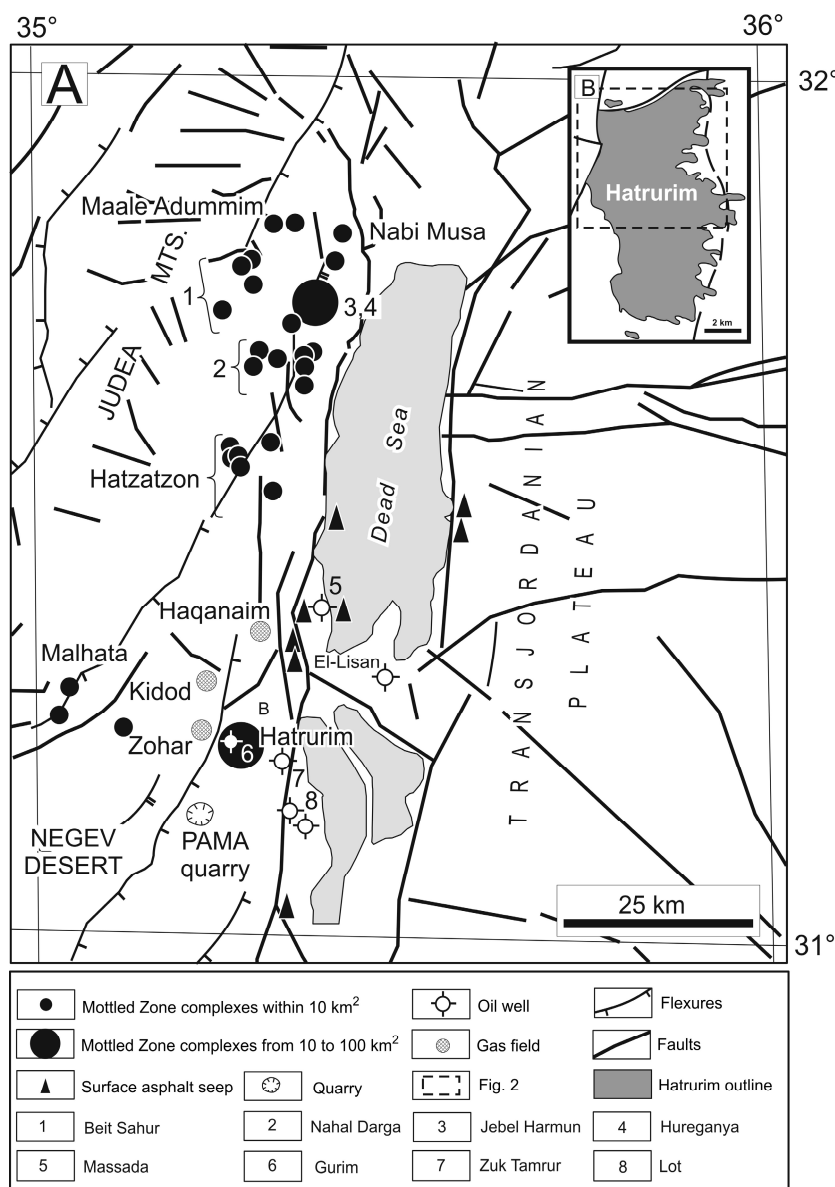 35°
36°
A
32°
B
Hatrurim
2 km
Maale Adummim
Nabi Musa
MTS.
1
3,4
2
JUDEA
Hatzatzon
Dead Sea
TRANSJORDANIAN
PLATEAU
5
Haqanaim
El-Lisan
Malhata
Kidod
B
Zohar
Hatrurim
6
7
8
NEGEV
DESERT
PAMA
quarry
25 km
31°
Mottled Zone complexes within 10 km²
Oil well
Flexures
Mottled Zone complexes from 10 to 100 km²
Gas field
Faults
Surface asphalt seep
Quarry
Fig. 2
Hatrurim outline
1 Beit Sahur
2 Nahal Darga
3 Jebel Harmun
4 Hureganya
5 Massada
6 Gurim
7 Zuk Tamrur
8 Lot